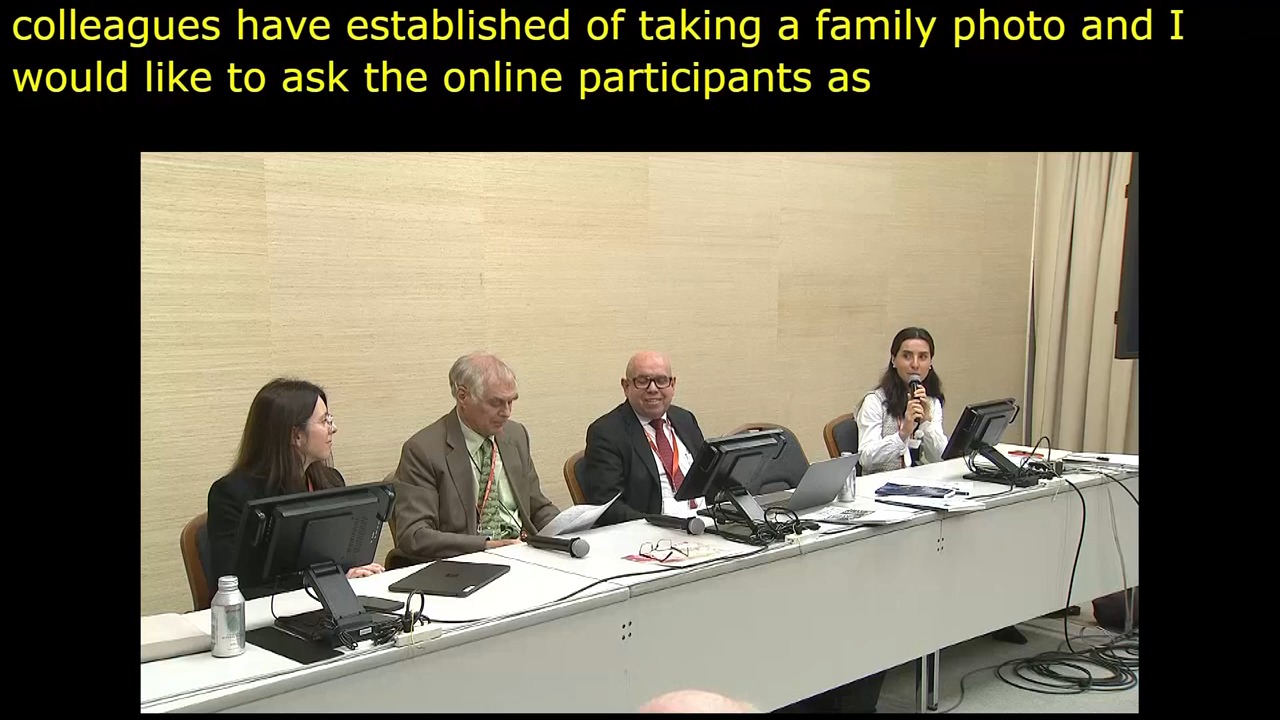 colleagues have established of taking a family photo and I
would like to ask the online participants as